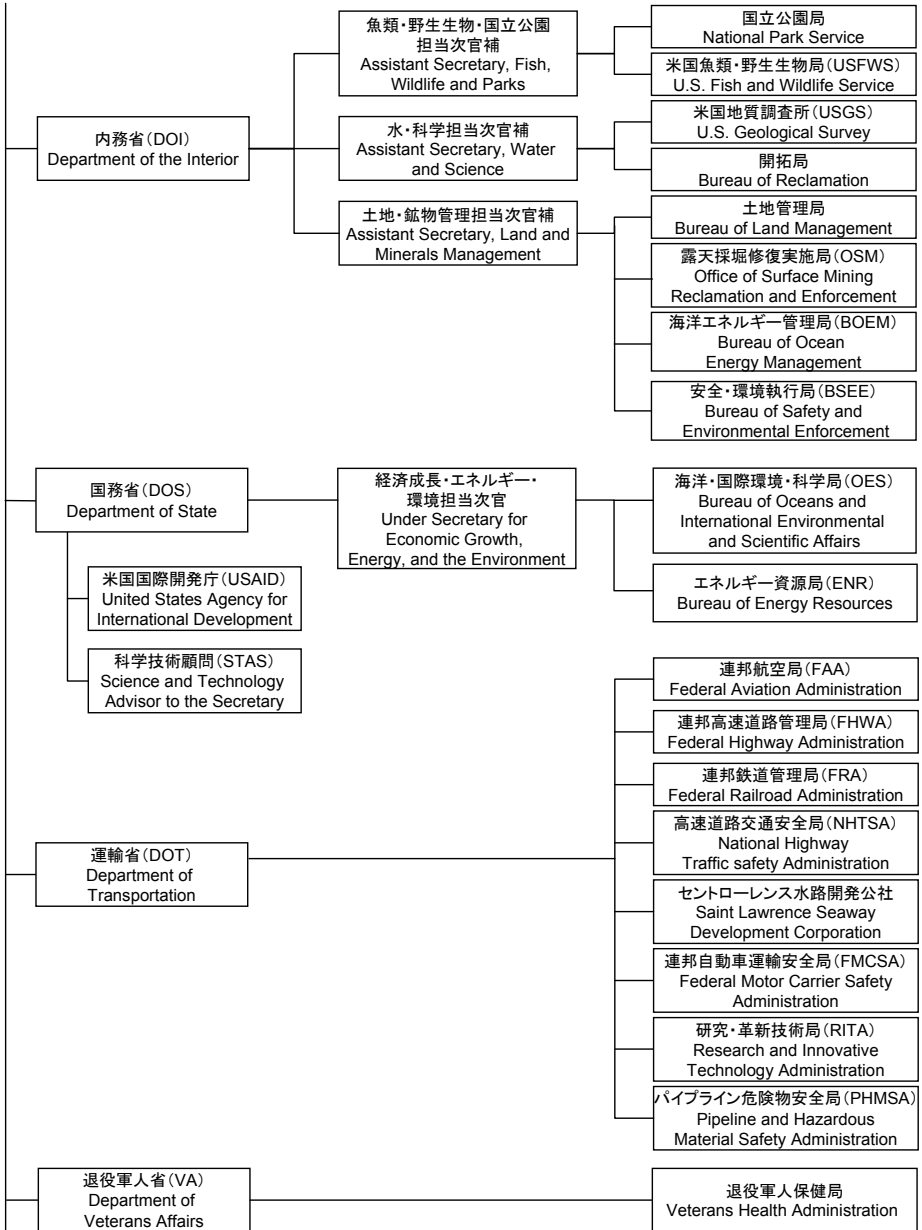 魚類・野生生物・国立公園
担当次官補
Assistant Secretary, Fish,
Wildlife and Parks
国立公園局
National Park Service
米国魚類・野生生物局(USFWS)
U.S. Fish and Wildlife Service
内務省(DOI)
Department of the Interior
水・科学担当次官補
Assistant Secretary, Water
and Science
米国地質調査所(USGS)
U.S. Geological Survey
開拓局
Bureau of Reclamation
土地・鉱物管理担当次官補
Assistant Secretary, Land and
Minerals Management
土地管理局
Bureau of Land Management
露天採堀修復実施局(OSM)
Office of Surface Mining
Reclamation and Enforcement
海洋エネルギー管理局(BOEM)
Bureau of Ocean
Energy Management
安全・環境執行局(BSEE)
Bureau of Safety and
Environmental Enforcement
国務省(DOS)
Department of State
経済成長・エネルギー・
環境担当次官
Under Secretary for
Economic Growth,
Energy, and the Environment
海洋・国際環境・科学局(OES)
Bureau of Oceans and
International Environmental
and Scientific Affairs
エネルギー資源局(ENR)
Bureau of Energy Resources
米国国際開発庁(USAID)
United States Agency for
International Development
科学技術顧問(STAS)
Science and Technology
Advisor to the Secretary
運輸省(DOT)
Department of
Transportation
連邦航空局(FAA)
Federal Aviation Administration
連邦高速道路管理局(FHWA)
Federal Highway Administration
連邦鉄道管理局(FRA)
Federal Railroad Administration
高速道路交通安全局(NHTSA)
National Highway
Traffic safety Administration
セントローレンス水路開発公社
Saint Lawrence Seaway
Development Corporation
連邦自動車運輸安全局(FMCSA)
Federal Motor Carrier Safety
Administration
研究・革新技術局(RITA)
Research and Innovative
Technology Administration
パイプライン危険物安全局(PHMSA)
Pipeline and Hazardous
Material Safety Administration
退役軍人省(VA)
Department of
Veterans Affairs
退役軍人保健局
Veterans Health Administration